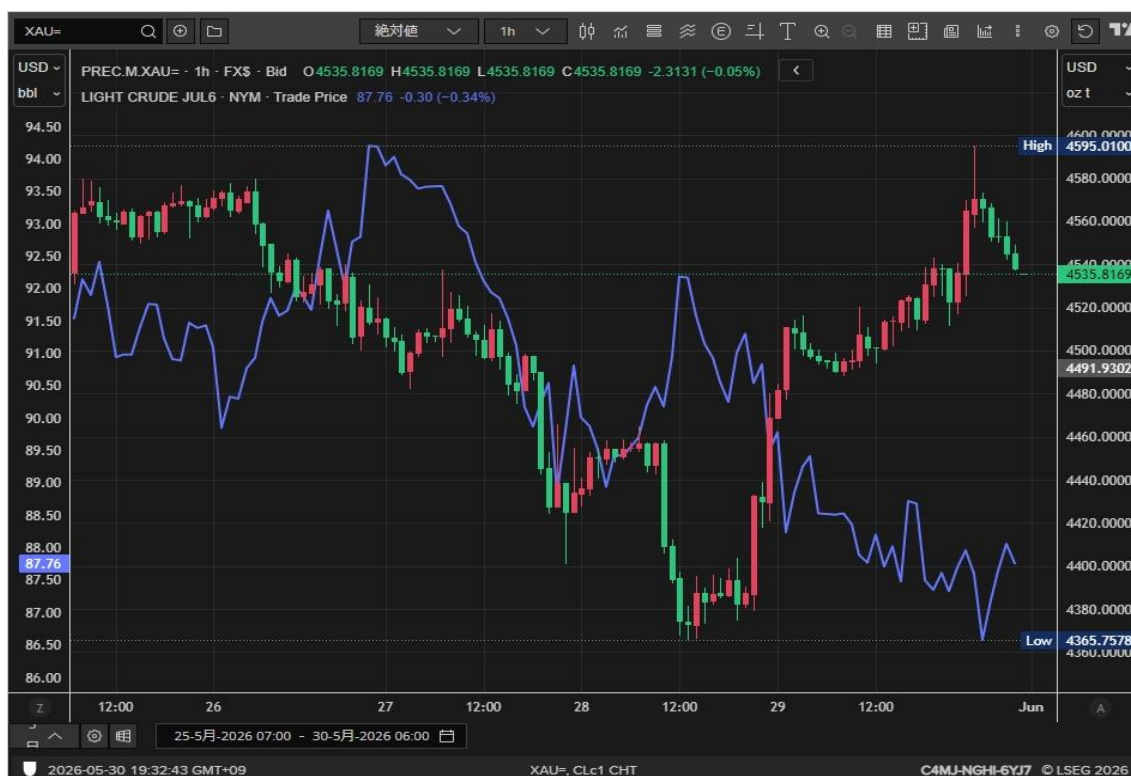 XAU=
絶対値
1h
USD
bbl
PREC.M.XAU= · 1h · FX$ · Bid O4535.8169 H4535.8169 L4535.8169 C4535.8169 -2.3131 (-0.05%)
LIGHT CRUDE JUL6 · NYM · Trade Price 87.76 -0.30 (-0.34%)
USD
oz t
94.50
94.00
93.50
93.00
92.50
92.00
91.50
91.00
90.50
90.00
89.50
89.00
88.50
88.00
87.76
87.50
87.00
86.50
86.00
4600.0000
High 4595.0100
4580.0000
4560.0000
4540.0000
4535.8169
4520.0000
4500.0000
4491.9302
4480.0000
4460.0000
4440.0000
4420.0000
4400.0000
4380.0000
Low 4365.7578
4360.0000
Z 12:00 26 27 12:00 28 12:00 29 12:00 Jun A
25-5月-2026 07:00 - 30-5月-2026 06:00
2026-05-30 19:32:43 GMT+09 XAU=, CLc1 CHT C4MJ-NGHI-6YJ7 © LSEG 2026